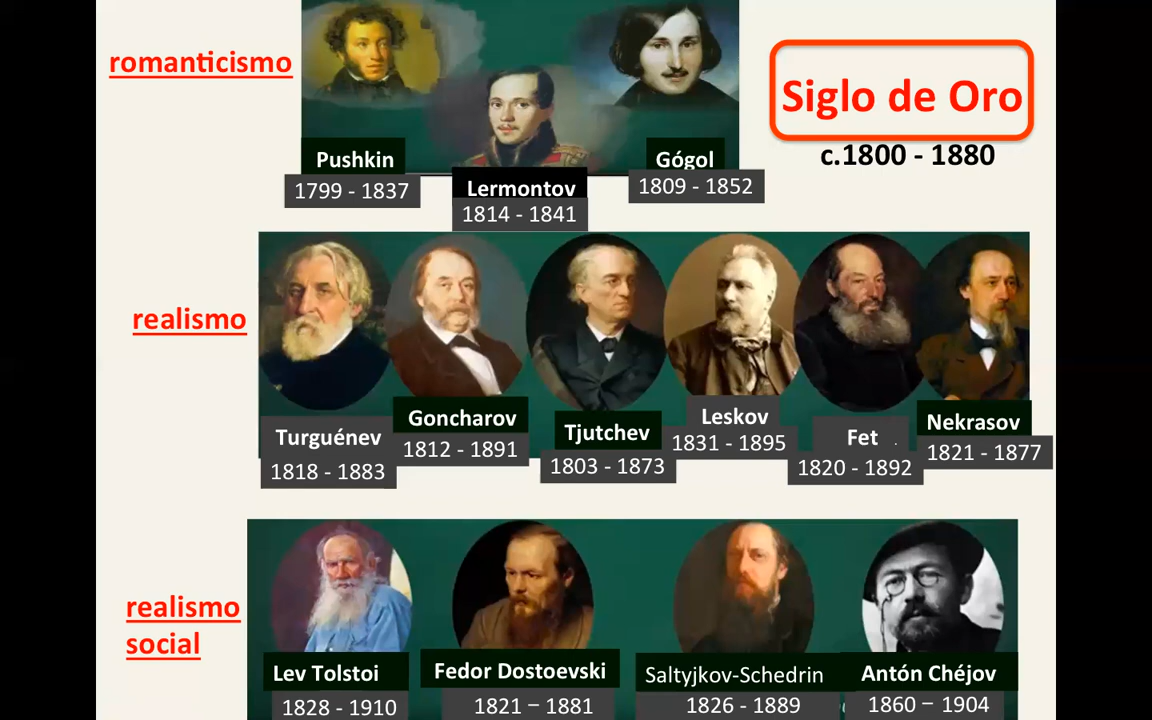 romanticismo
Siglo de Oro
c.1800 - 1880
Pushkin
1799 - 1837
Lermontov
1814 - 1841
Gógol
1809 - 1852
realismo
Turguénev
1818 - 1883
Goncharov
1812 - 1891
Tjutchev
1803 - 1873
Leskov
1831 - 1895
Fet
1820 - 1892
Nekrasov
1821 - 1877
realismo
social
Lev Tolstoi
1828 - 1910
Fedor Dostoevski
1821 – 1881
Saltyjkov-Schedrin
1826 - 1889
Antón Chéjov
1860 – 1904